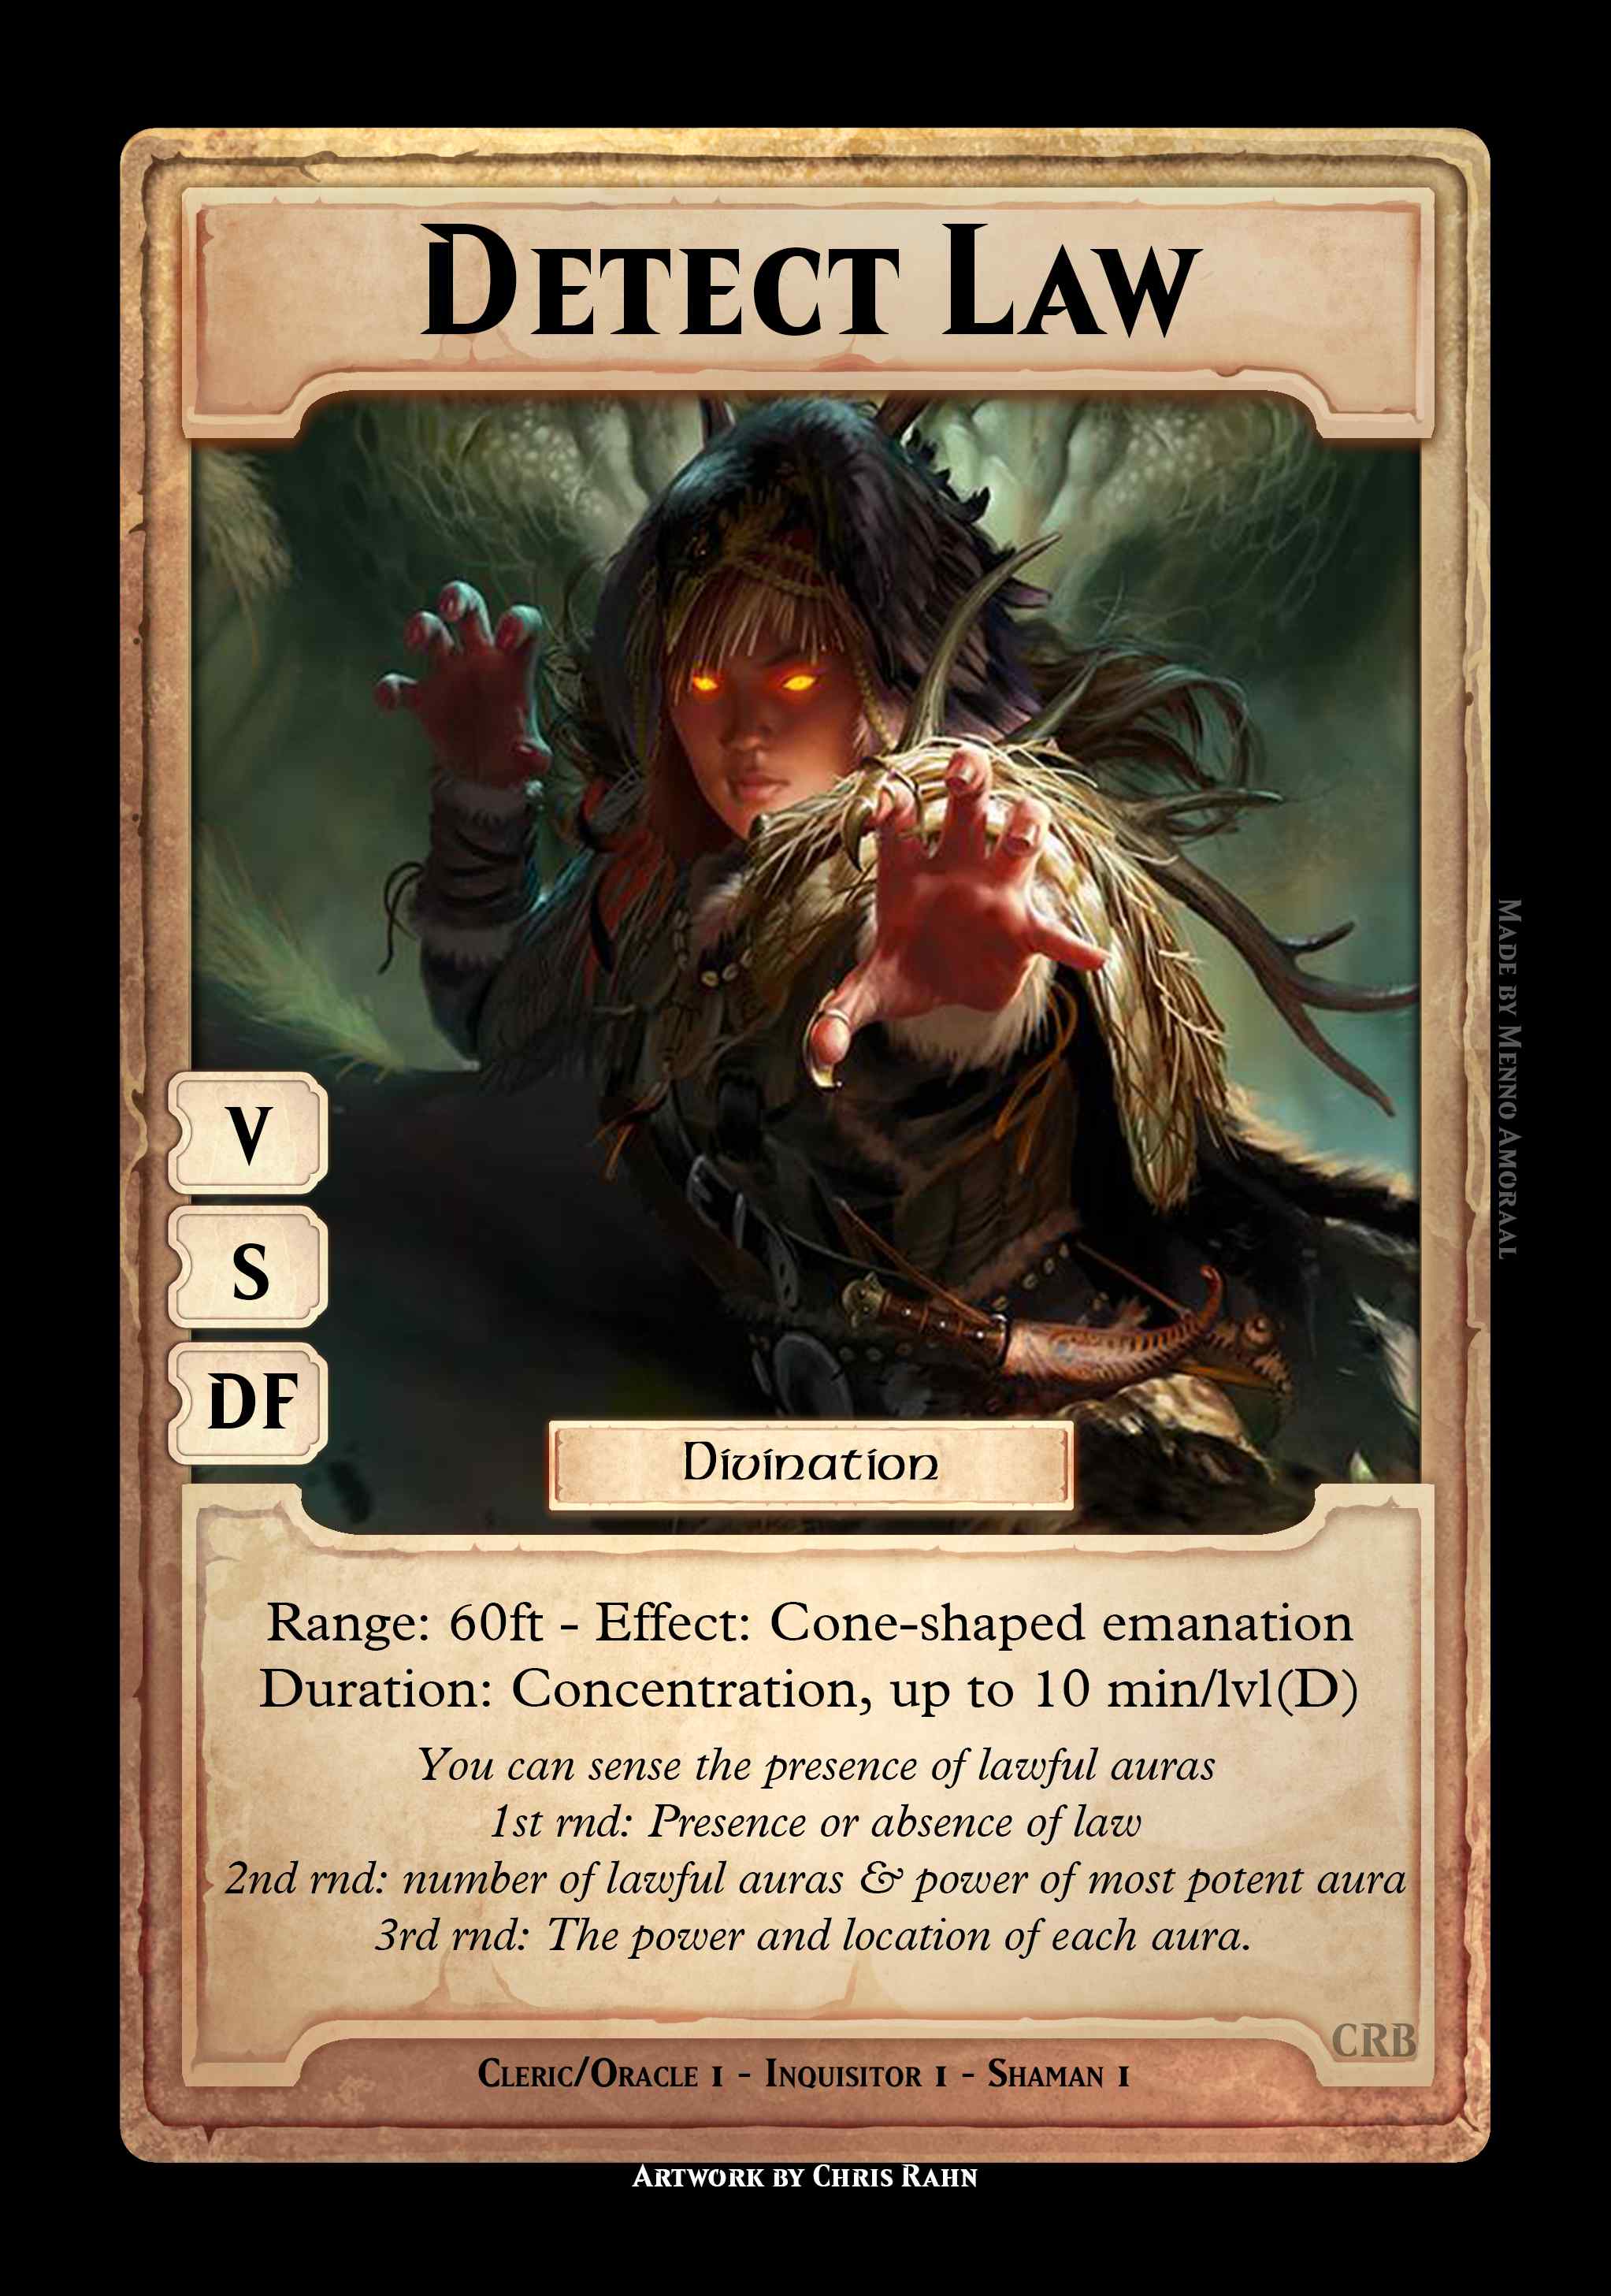 Detect Law
V
S
DF
Divination
Range: 60ft - Effect: Cone-shaped emanation
Duration: Concentration, up to 10 min/lvl(D)
You can sense the presence of lawful auras
1st rnd: Presence or absence of law
2nd rnd: number of lawful auras & power of most potent aura
3rd rnd: The power and location of each aura.
CRB
Cleric/Oracle 1 - Inquisitor 1 - Shaman 1
Artwork by Chris Rahn
Made by Menno Amoraal